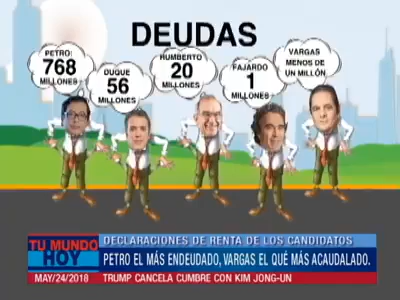 DEUDAS
PETRO:
768
MILLONES
DUQUE
56
MILLONES
HUMBERTO
20
MILLONES
FAJARDO
1
MILLONES
VARGAS
MENOS DE
UN MILLÓN
DECLARACIONES DE RENTA DE LOS CANDIDATOS
TU MUNDO
HOY
PETRO EL MÁS ENDEUDADO, VARGAS EL QUÉ MÁS ACAUDALADO.
MAY/24/2018
TRUMP CANCELA CUMBRE CON KIM JONG-UN